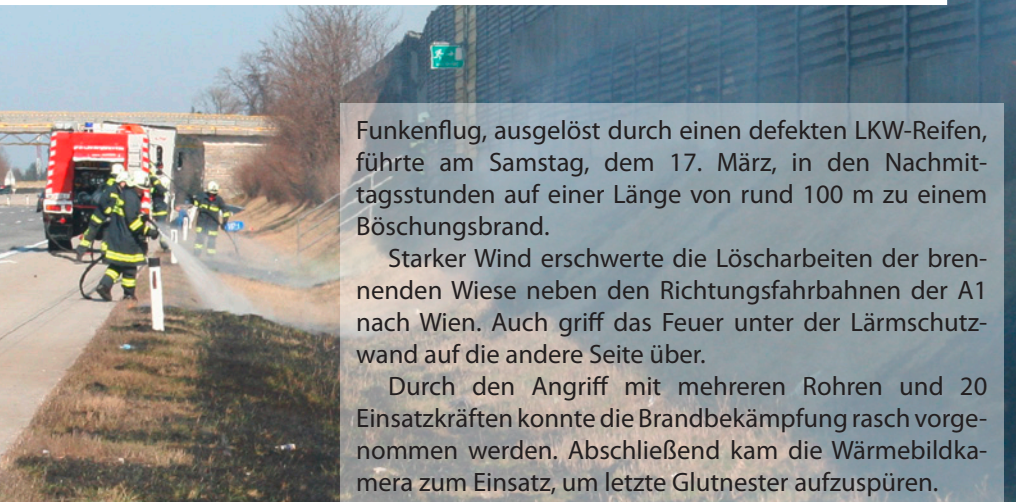 Funkenflug, ausgelöst durch einen defekten LKW-Reifen,
führte am Samstag, dem 17. März, in den Nachmit-
tagsstunden auf einer Länge von rund 100 m zu einem
Böschungsbrand.
Starker Wind erschwerte die Löscharbeiten der bren-
nenden Wiese neben den Richtungsfahrbahnen der A1
nach Wien. Auch griff das Feuer unter der Lärmschutz-
wand auf die andere Seite über.
Durch den Angriff mit mehreren Rohren und 20
Einsatzkräften konnte die Brandbekämpfung rasch vorge-
nommen werden. Abschließend kam die Wärmebildka-
mera zum Einsatz, um letzte Glutnester aufzuspüren.